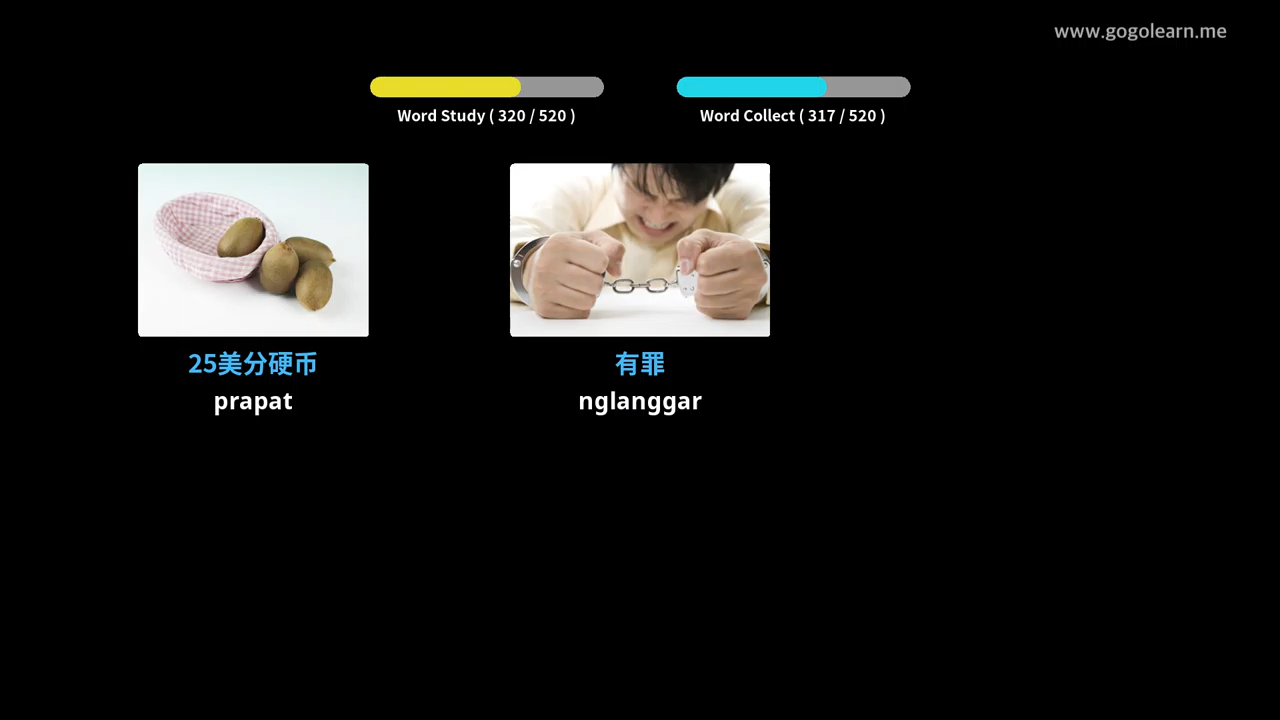 www.gogolearn.me
Word Study ( 320 / 520 )
Word Collect ( 317 / 520 )
25美分硬币
prapat
有罪
nglanggar